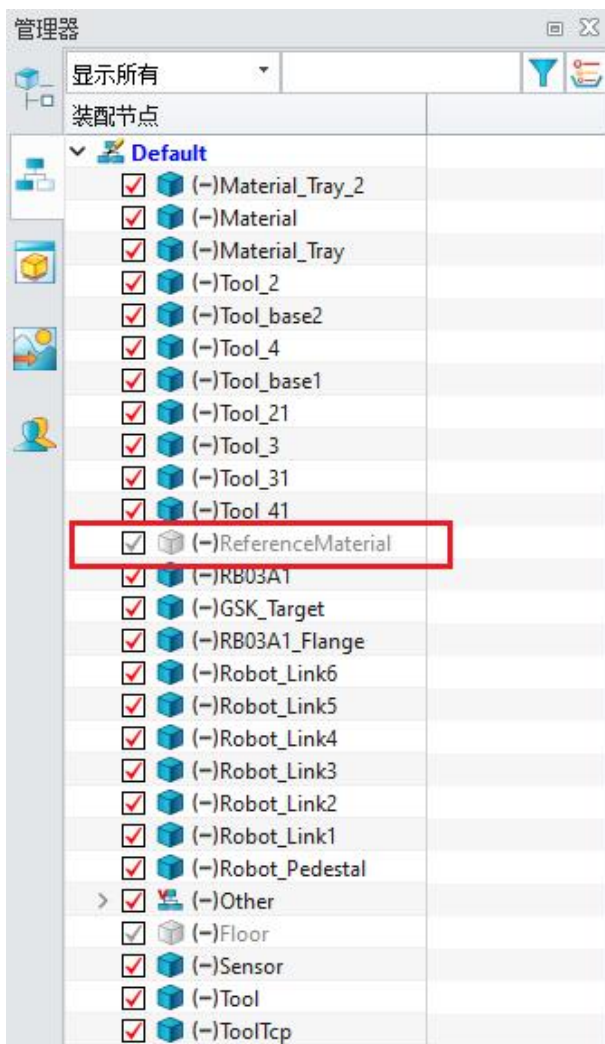 管理器
显示所有
装配节点
Default
(-)Material_Tray_2
(-)Material
(-)Material_Tray
(-)Tool_2
(-)Tool_base2
(-)Tool_4
(-)Tool_base1
(-)Tool_21
(-)Tool_3
(-)Tool_31
(-)Tool_41
(-)ReferenceMaterial
(-)RB03A1
(-)GSK_Target
(-)RB03A1_Flange
(-)Robot_Link6
(-)Robot_Link5
(-)Robot_Link4
(-)Robot_Link3
(-)Robot_Link2
(-)Robot_Link1
(-)Robot_Pedestal
(-)Other
(-)Floor
(-)Sensor
(-)Tool
(-)ToolTcp